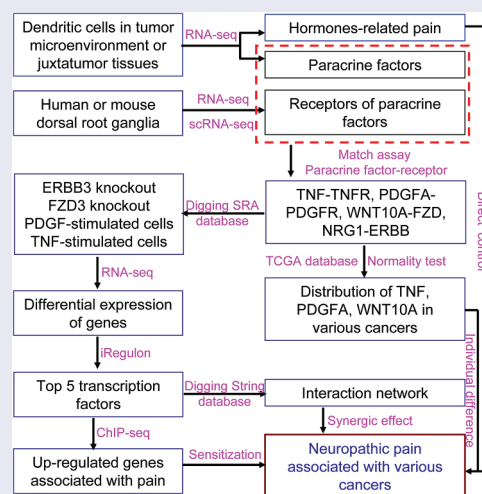 Dendritic cells in tumor
microenvironment or
juxtatumor tissues
RNA-seq
Hormones-related pain
Paracrine factors
Human or mouse
dorsal root ganglia
RNA-seq
scRNA-seq
Receptors of paracrine
factors
Match assay
Paracrine factor-receptor
ERBB3 knockout
FZD3 knockout
PDGF-stimulated cells
TNF-stimulated cells
Digging SRA
database
TNF-TNFR, PDGFA-
PDGFR, WNT10A-FZD,
NRG1-ERBB
Direct control
RNA-seq
TCGA database
Normality test
Differential expression
of genes
Distribution of TNF,
PDGFA, WNT10A in
various cancers
iRegulon
Individual difference
Top 5 transcription
factors
Digging String
database
Interaction network
ChIP-seq
Synergic effect
Up-regulated genes
associated with pain
Sensitization
Neuropathic pain
associated with various
cancers